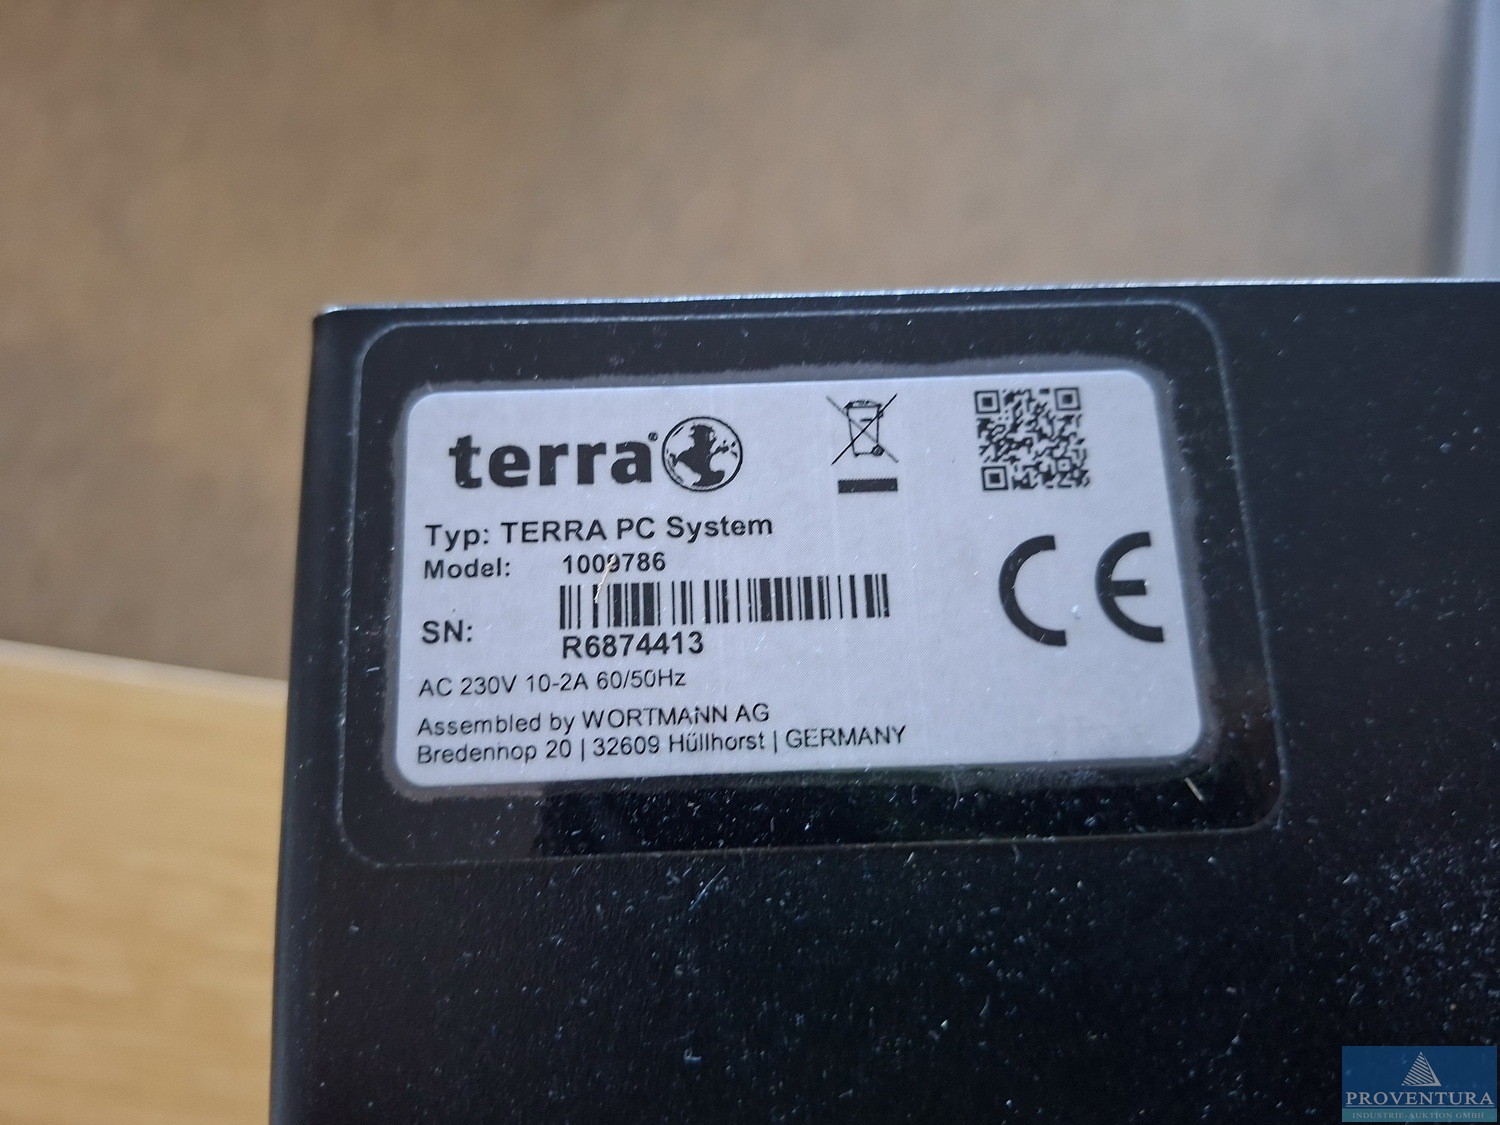 terra®
Typ: TERRA PC System
Model: 1009786
SN:
R6874413
AC 230V 10-2A 60/50Hz
Assembled by WORTMANN AG
Bredenhop 20 | 32609 Hüllhorst | GERMANY
CE
PROVENTURA
INDUSTRIE-AUKTION GMBH